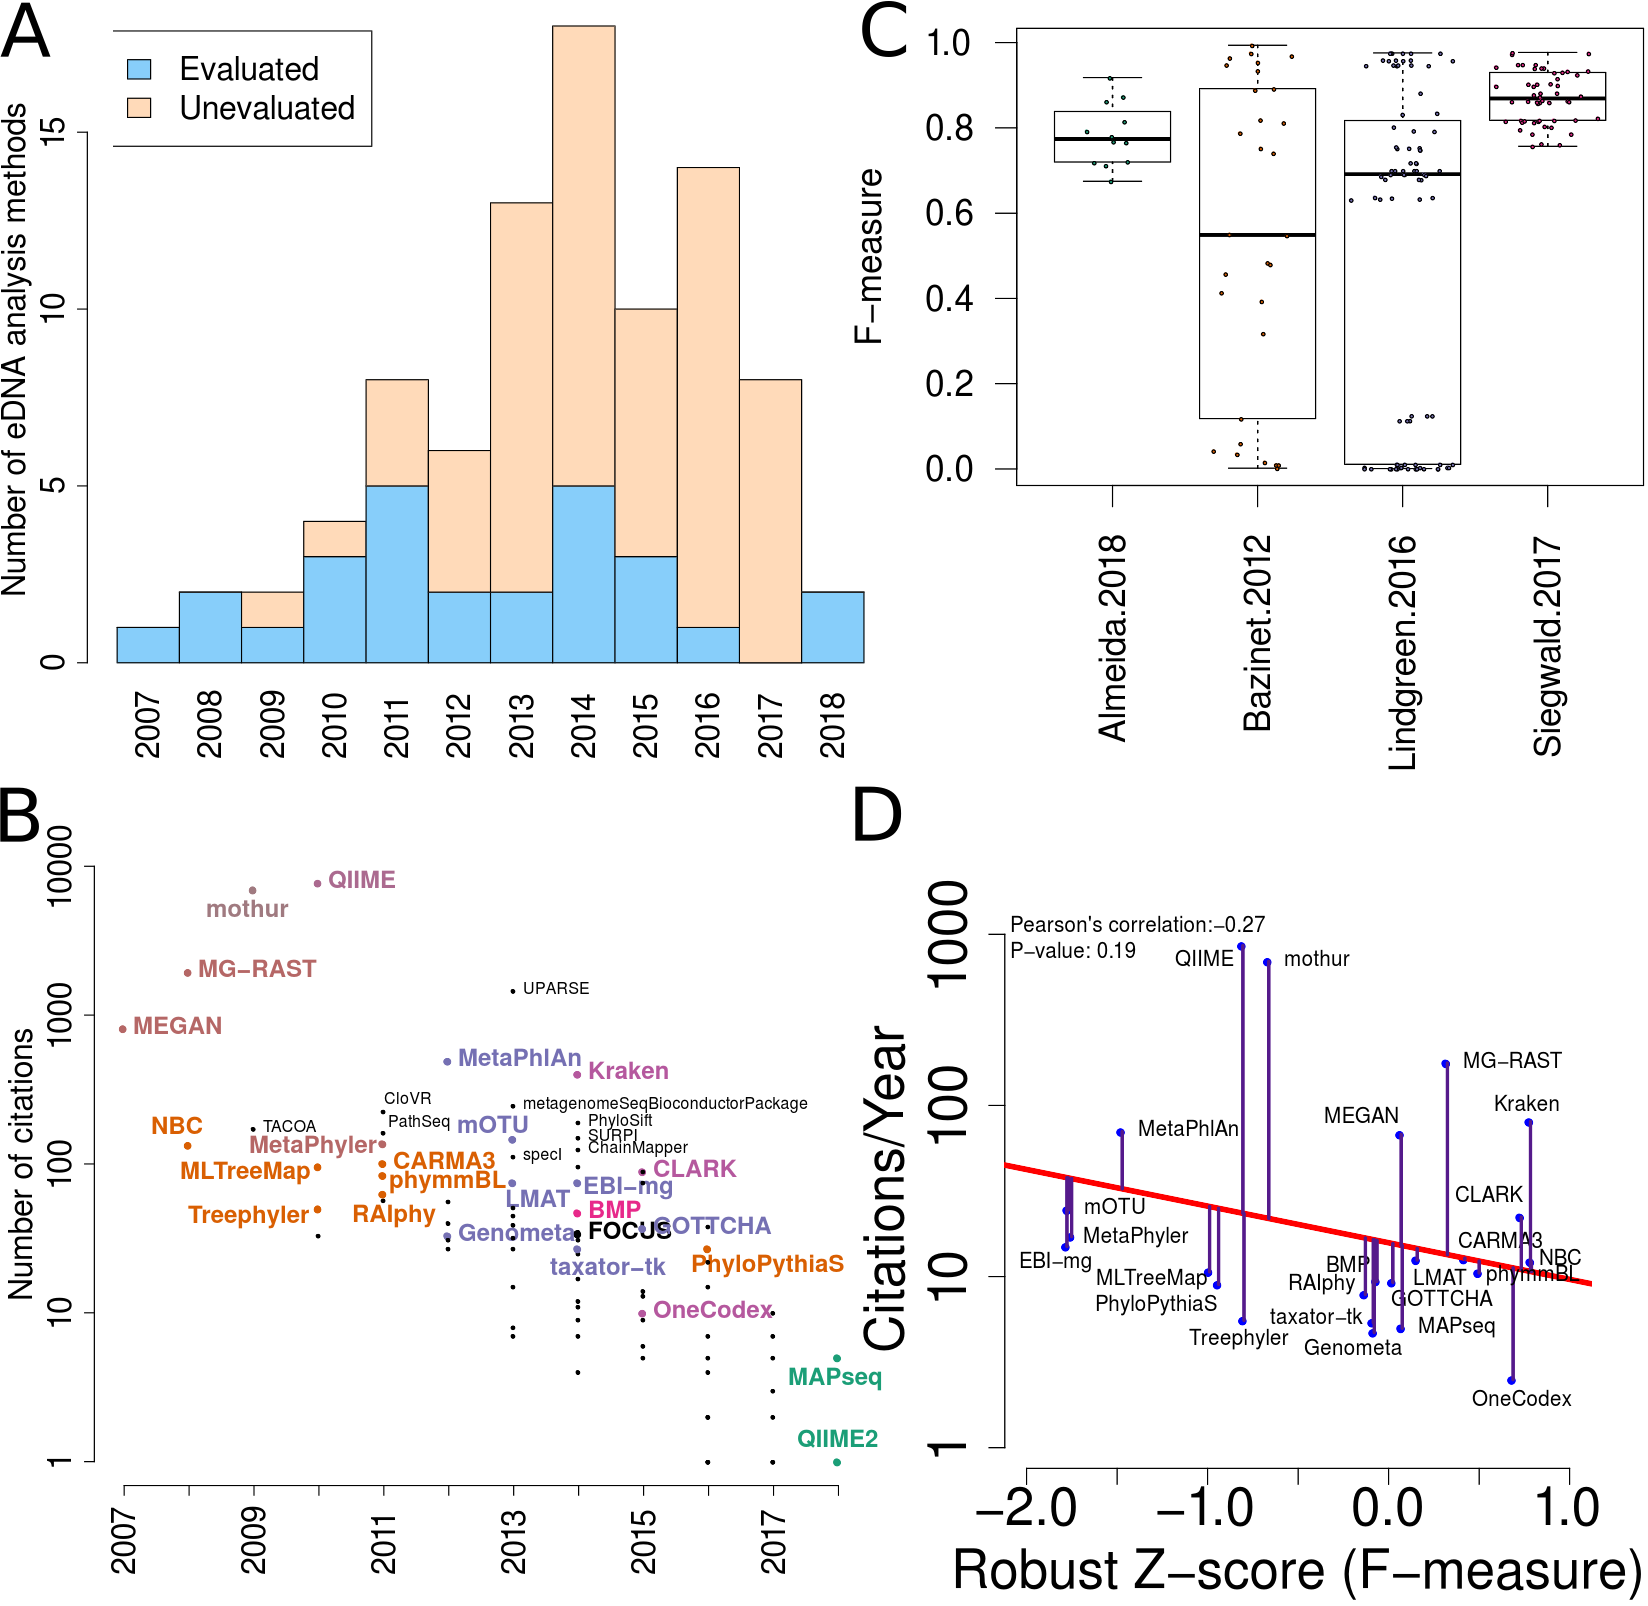 A
Evaluated
Unevaluated
Number of eDNA analysis methods
0
5
10
15
2007
2008
2009
2010
2011
2012
2013
2014
2015
2016
2017
2018
C
F−measure
1.0
0.8
0.6
0.4
0.2
0.0
Almeida.2018
Bazinet.2012
Lindgreen.2016
Siegwald.2017
B
Number of citations
10000
1000
100
10
1
QIIME
mothur
MG−RAST
UPARSE
MEGAN
MetaPhlAn
Kraken
CloVR
metagenomeSeqBioconductorPackage
NBC
TACOA
PathSeq
mOTU
PhyloSift
SURPI
MetaPhyler
ChainMapper
specI
MLTreeMap
CARMA3
CLARK
phymmBL
EBI−mg
LMAT
Treephyler
RAIphy
BMP
Genometa
FOCUS
GOTTCHA
taxator−tk
PhyloPythiaS
OneCodex
MAPseq
QIIME2
2007
2009
2011
2013
2015
2017
D
Citations/Year
1000
100
10
1
Pearson's correlation:−0.27
P−value: 0.19
QIIME
mothur
MG−RAST
Kraken
MEGAN
MetaPhlAn
CLARK
mOTU
MetaPhyler
CARMA3
EBI−mg
NBC
BMP
MLTreeMap
LMAT
phymmBL
RAIphy
PhyloPythiaS
GOTTCHA
taxator−tk
MAPseq
Treephyler
Genometa
OneCodex
−2.0
−1.0
0.0
1.0
Robust Z−score (F−measure)